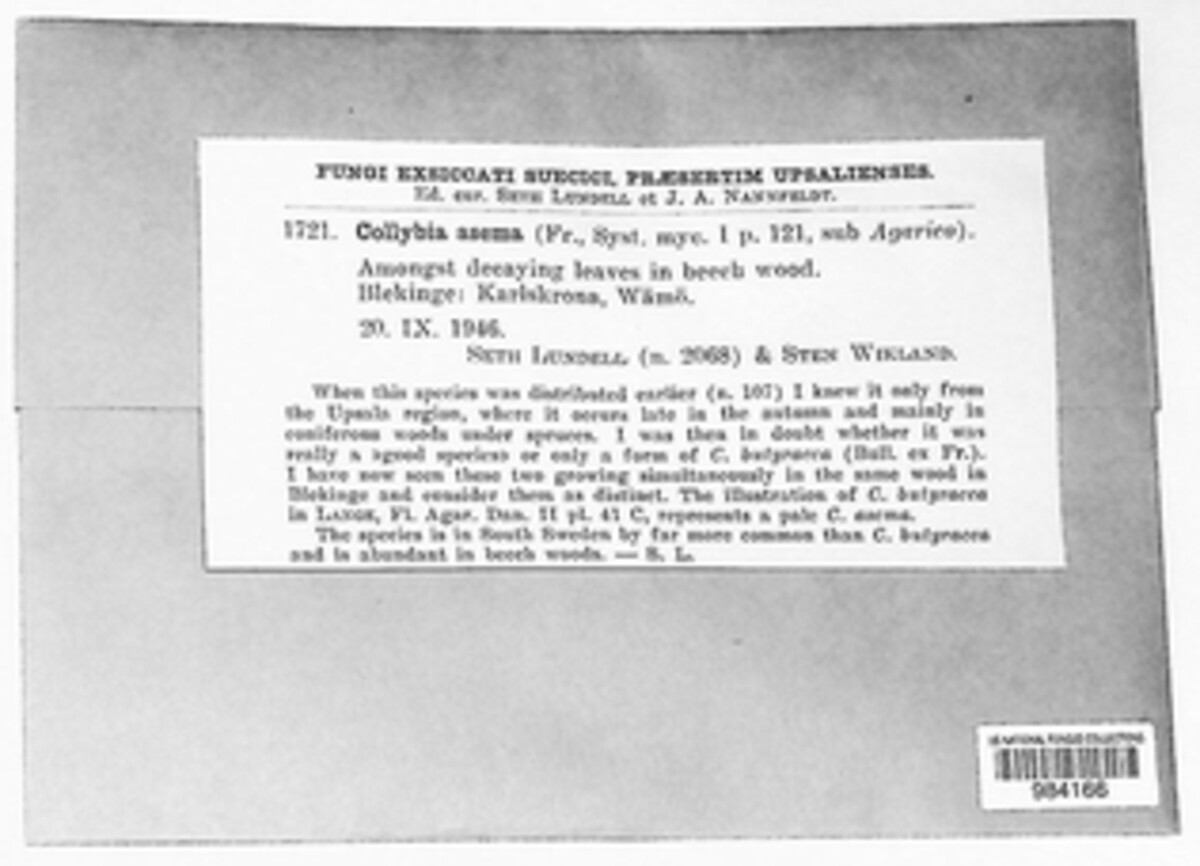 FUNGI EXSICCATI SUECICI, PRÆSERTIM UPSALIENSES.
Ed. cur. SETH LUNDELL et J. A. NANNFELDT.
1721. Collybia asema (Fr., Syst. myc. I p. 121, sub Agarico).
Amongst decaying leaves in beech wood.
Blekinge: Karlskrona, Wämö.
20. IX. 1946.
SETH LUNDELL (n. 2068) & STEN WIKLAND.
When this species was distributed earlier (n. 107) I knew it only from
the Upsala region, where it occurs late in the autumn and mainly in
coniferous woods under spruces. I was then in doubt whether it was
really a »good species» or only a form of C. butyracea (Bull. ex Fr.).
I have now seen these two growing simultaneously in the same wood in
Blekinge and consider them as distinct. The illustration of C. butyracea
in LANGE, Fl. Agar. Dan. II pl. 41 C, represents a pale C. asema.
The species is in South Sweden by far more common than C. butyracea
and is abundant in beech woods. — S. L.
US NATIONAL FUNGUS COLLECTIONS
984166